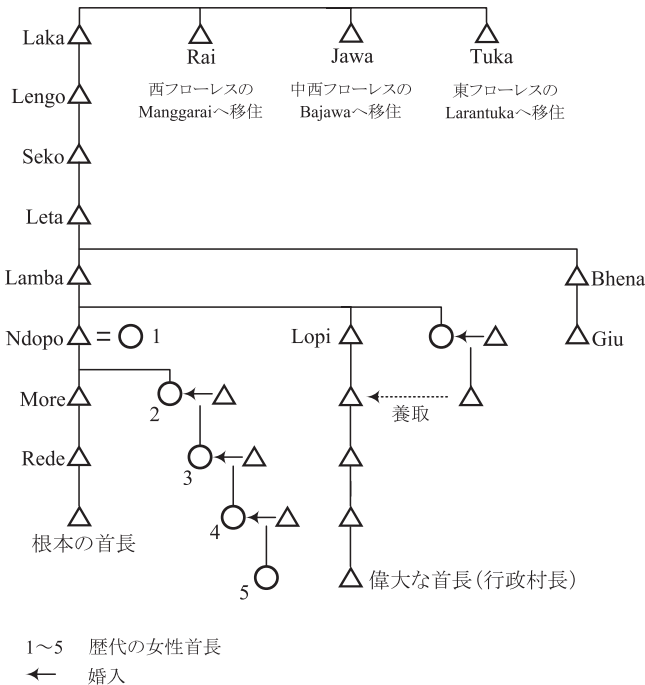 Laka
Rai
Jawa
Tuka
西フローレスの
Manggaraiへ移住
中西フローレスの
Bajawaへ移住
東フローレスの
Larantukaへ移住
Lengo
Seko
Leta
Lamba
Bhena
Ndopo
1
Lopi
Giu
More
2
養取
Rede
3
4
根本の首長
5
偉大な首長（行政村長）
1～5 歴代の女性首長
婚入